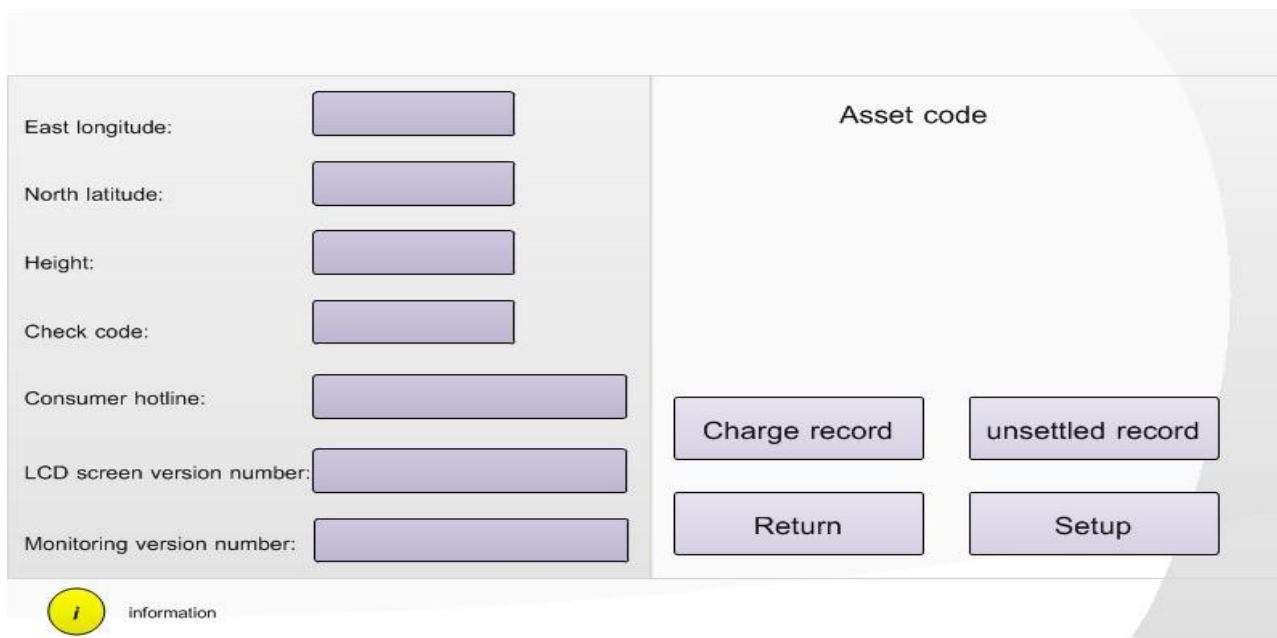 East longitude:
North latitude:
Height:
Check code:
Consumer hotline:
LCD screen version number:
Monitoring version number:
Asset code
Charge record
unsettled record
Return
Setup
i
information